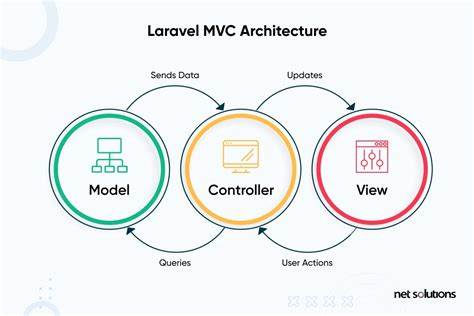 Laravel MVC Architecture
Sends Data
Updates
Model
Controller
View
Queries
User Actions
net solutions